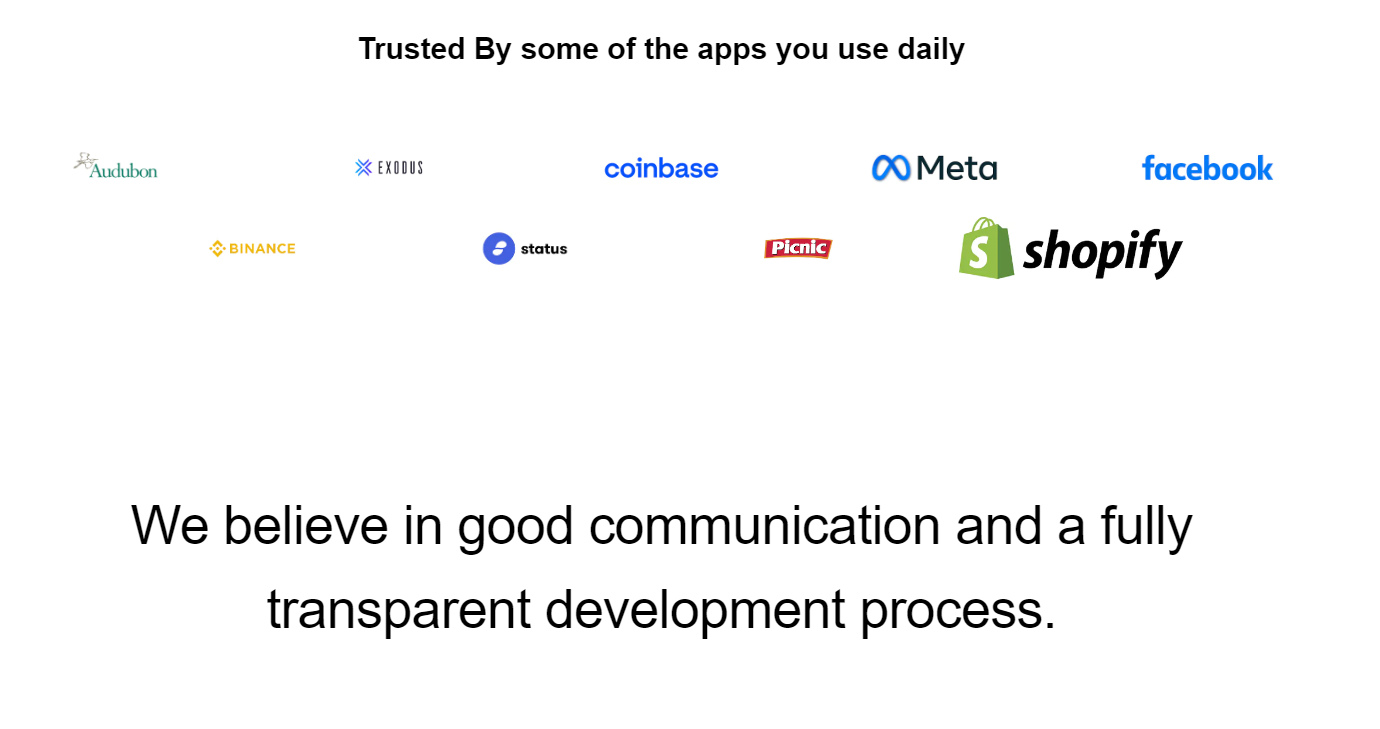 Trusted By some of the apps you use daily
Audubon
EXODUS
coinbase
Meta
facebook
BINANCE
status
Picnic
shopify
We believe in good communication and a fully
transparent development process.